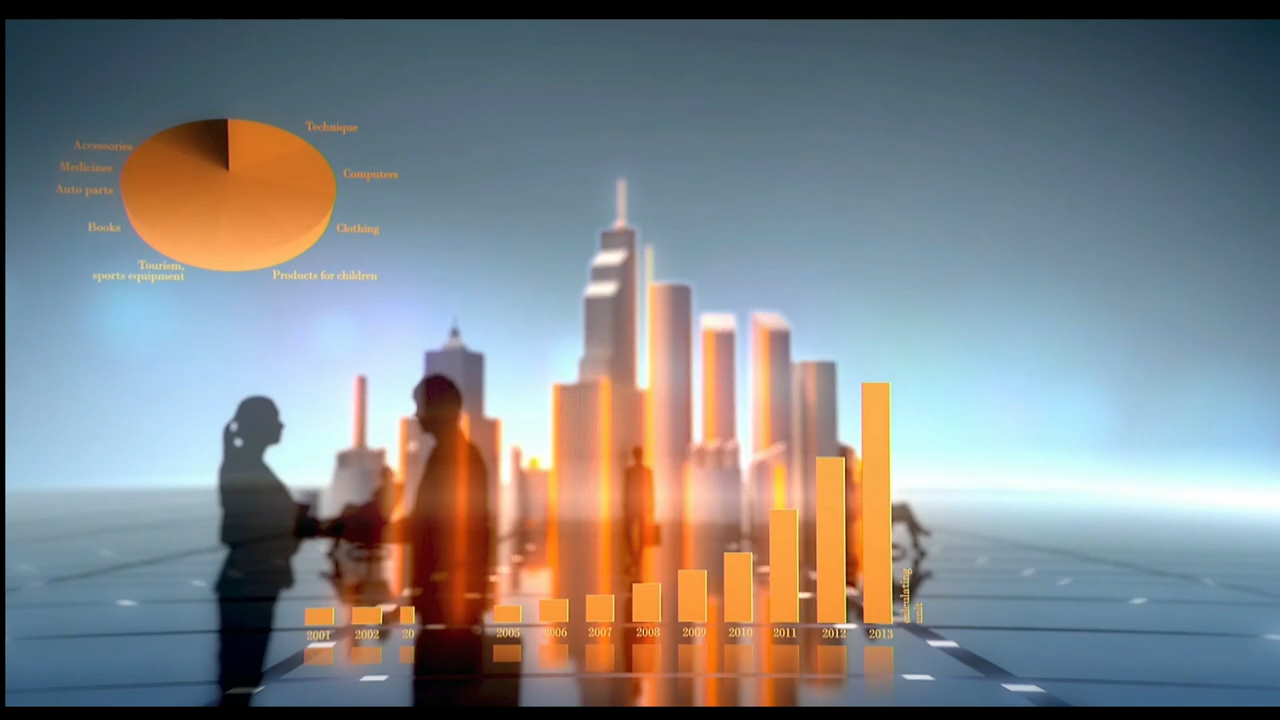 Technique
Accessories
Medicines
Computers
Auto parts
Books
Clothing
Tourism,
sports equipment
Products for children
calculating
unit
2001 2002 20 2005 2006 2007 2008 2009 2010 2011 2012 2013